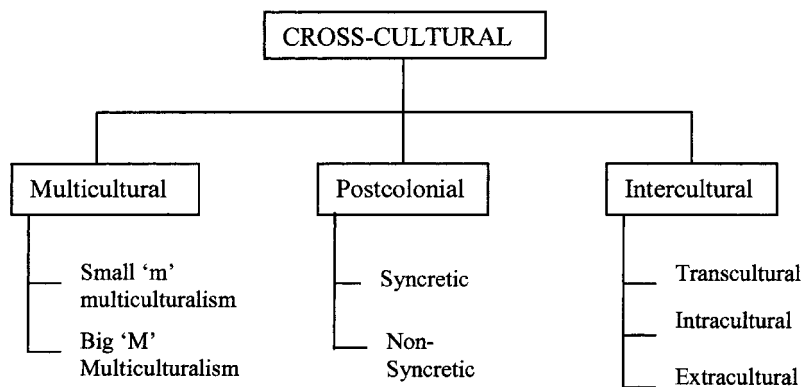 CROSS-CULTURAL
Multicultural
Postcolonial
Intercultural
Small ‘m’
multiculturalism
Big ‘M’
Multiculturalism
Syncretic
Non-
Syncretic
Transcultural
Intracultural
Extracultural